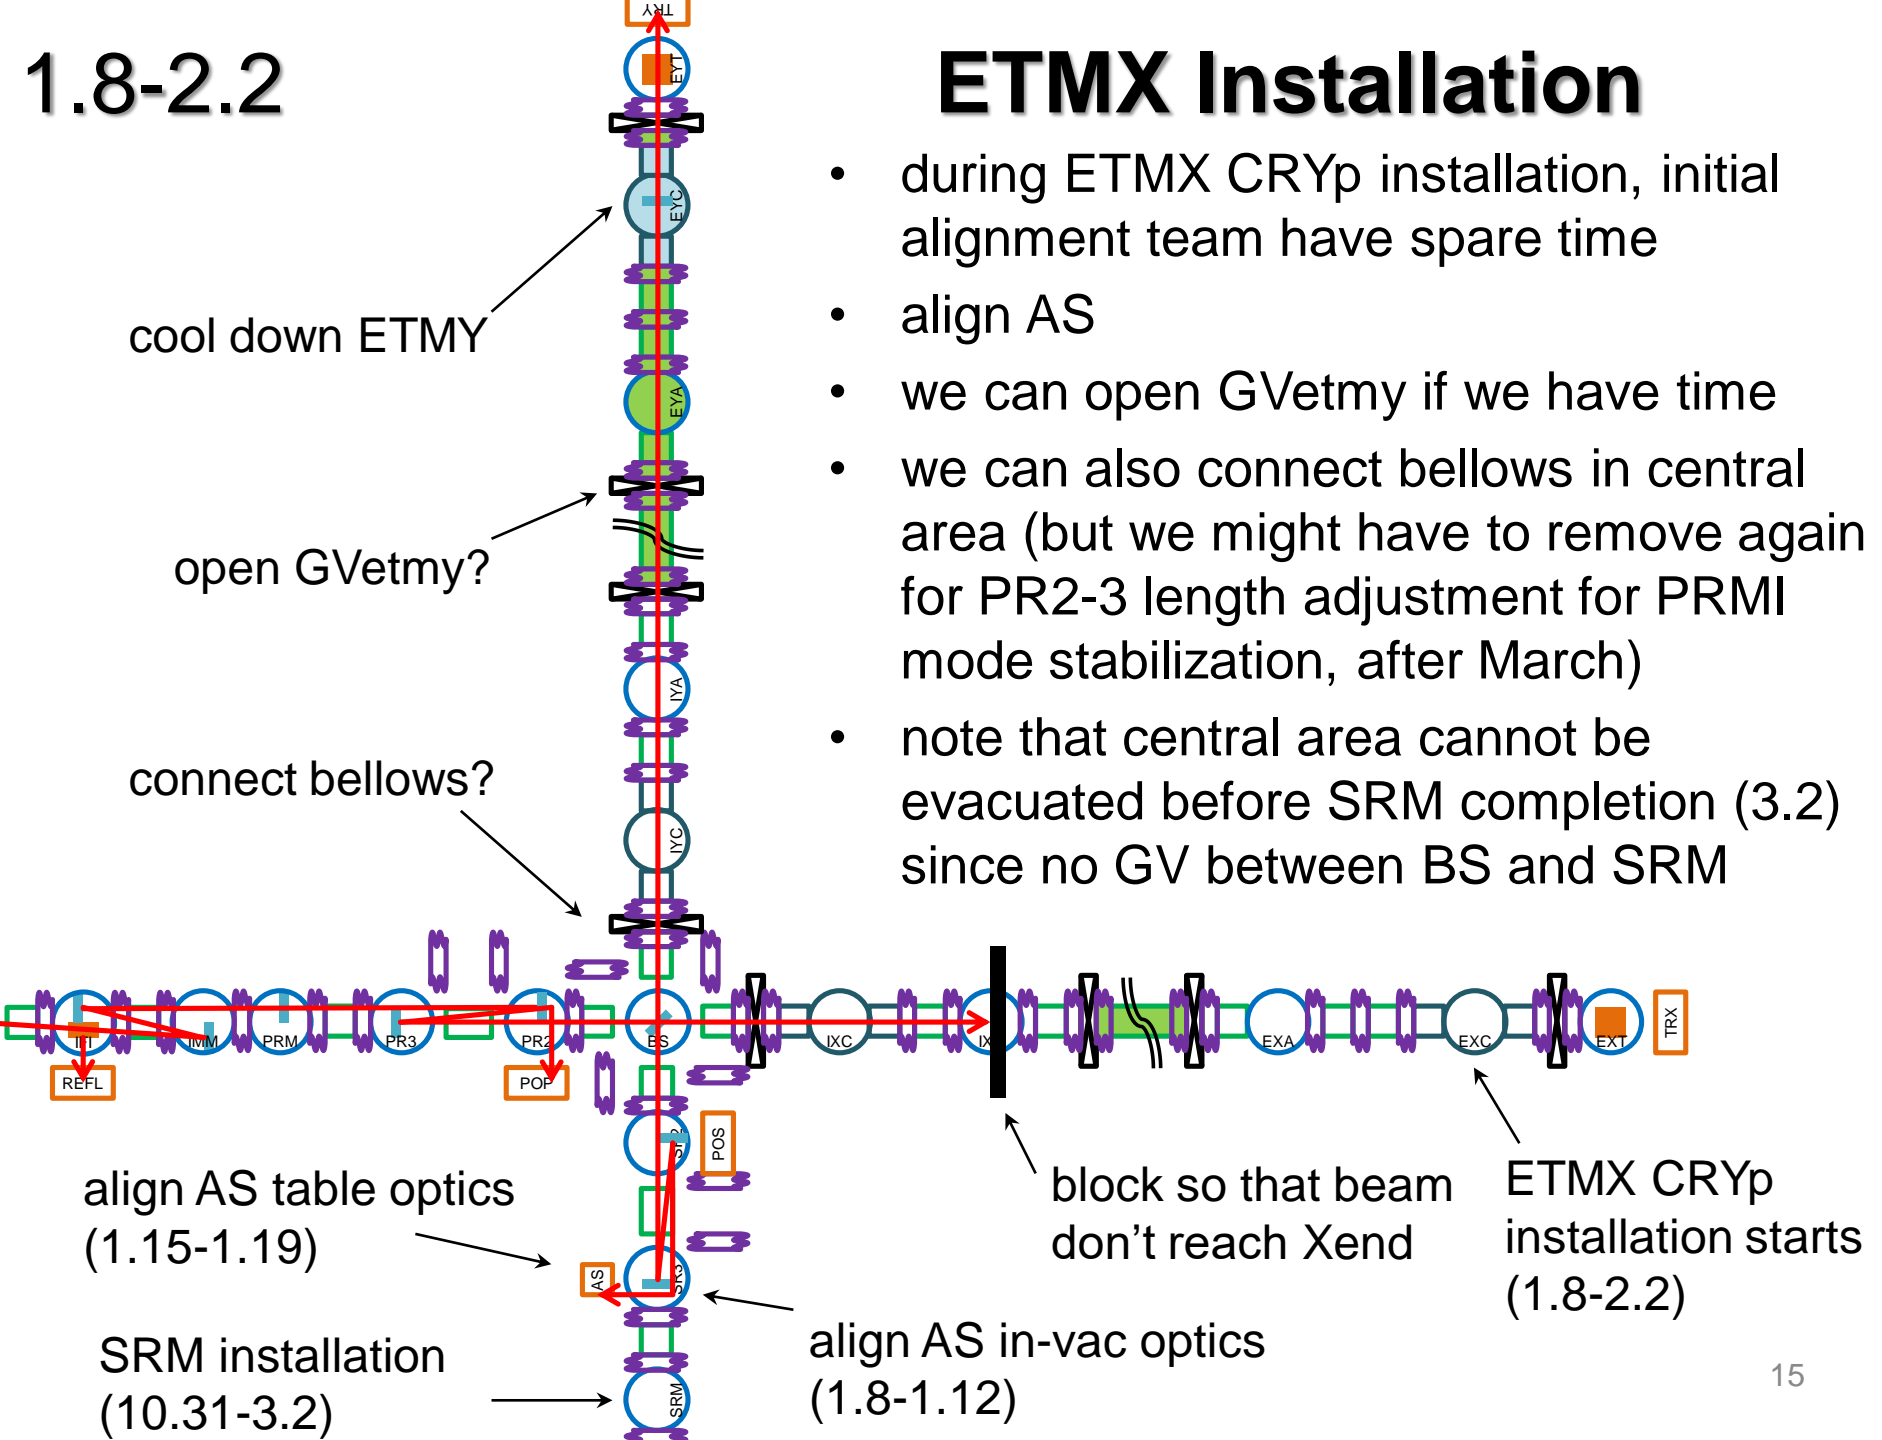 1.8-2.2
ETMX Installation
• during ETMX CRYp installation, initial
alignment team have spare time
• align AS
• we can open GVetmy if we have time
• we can also connect bellows in central
area (but we might have to remove again
for PR2-3 length adjustment for PRMI
mode stabilization, after March)
• note that central area cannot be
evacuated before SRM completion (3.2)
since no GV between BS and SRM
TRY
EYT
EYC
cool down ETMY
EYA
open GVetmy?
IYA
connect bellows?
IYC
IFI
IMM
PRM
PR3
PR2
BS
IXC
EXA
EXC
EXT
TRX
REFL
POP
POS
SR3
AS
SRM
align AS table optics
(1.15-1.19)
SRM installation
(10.31-3.2)
align AS in-vac optics
(1.8-1.12)
block so that beam
don’t reach Xend
ETMX CRYp
installation starts
(1.8-2.2)
15